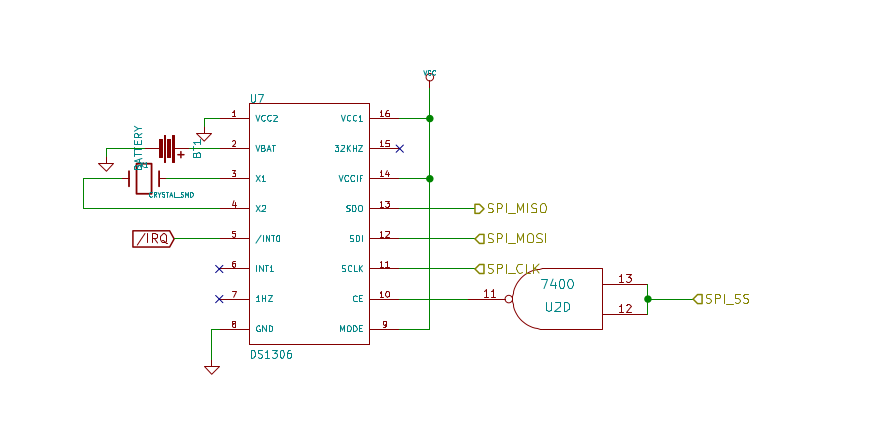 VCC
U7
1 VCC2 VCC1 16
BATTERY
BT1
+
2 VBAT 32KHZ 15
3 X1 VCCIF 14
CRYSTAL_SMD
4 X2 SDO 13 SPI_MISO
/IRQ 5 /INT0 SDI 12 SPI_MOSI
6 INT1 SCLK 11 SPI_CLK
7 1HZ CE 10
8 GND MODE 9
DS1306
11 7400 13
U2D 12
SPI_SS